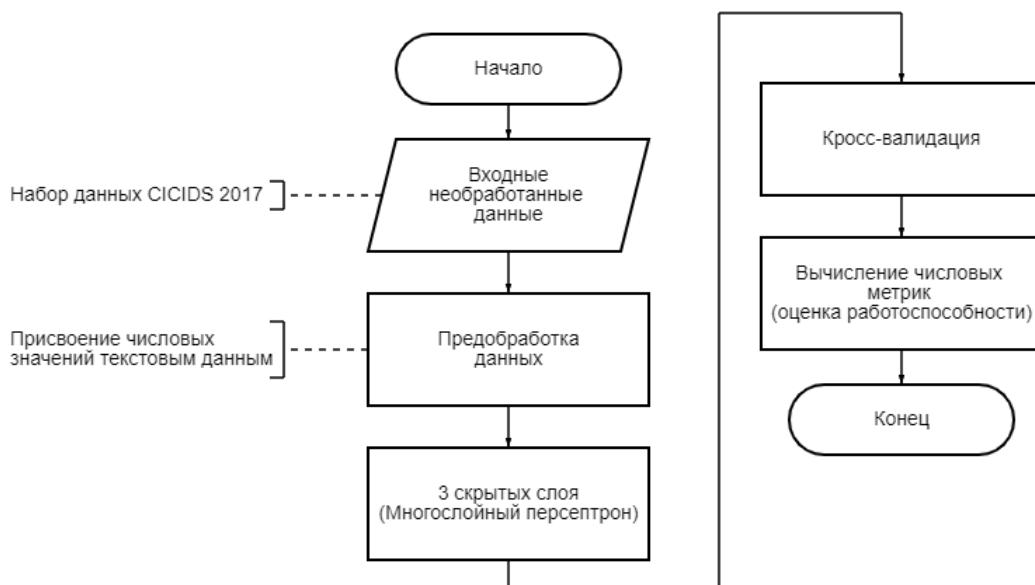 Начало
Набор данных CICIDS 2017
Входные
необработанные
данные
Присвоение числовых
значений текстовым данным
Предобработка
данных
3 скрытых слоя
(Многослойный персептрон)
Кросс-валидация
Вычисление числовых
метрик
(оценка работоспособности)
Конец